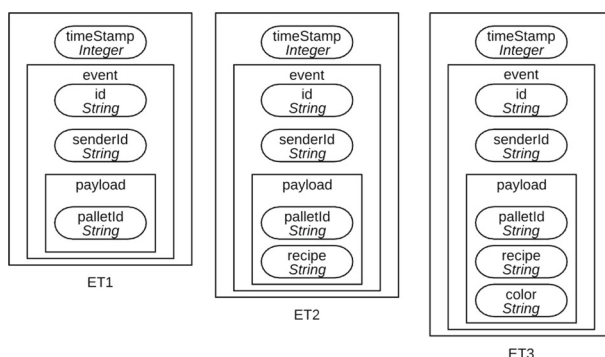 timeStamp
Integer
event
id
String
senderId
String
payload
palletId
String
ET1
timeStamp
Integer
event
id
String
senderId
String
payload
palletId
String
recipe
String
ET2
timeStamp
Integer
event
id
String
senderId
String
payload
palletId
String
recipe
String
color
String
ET3